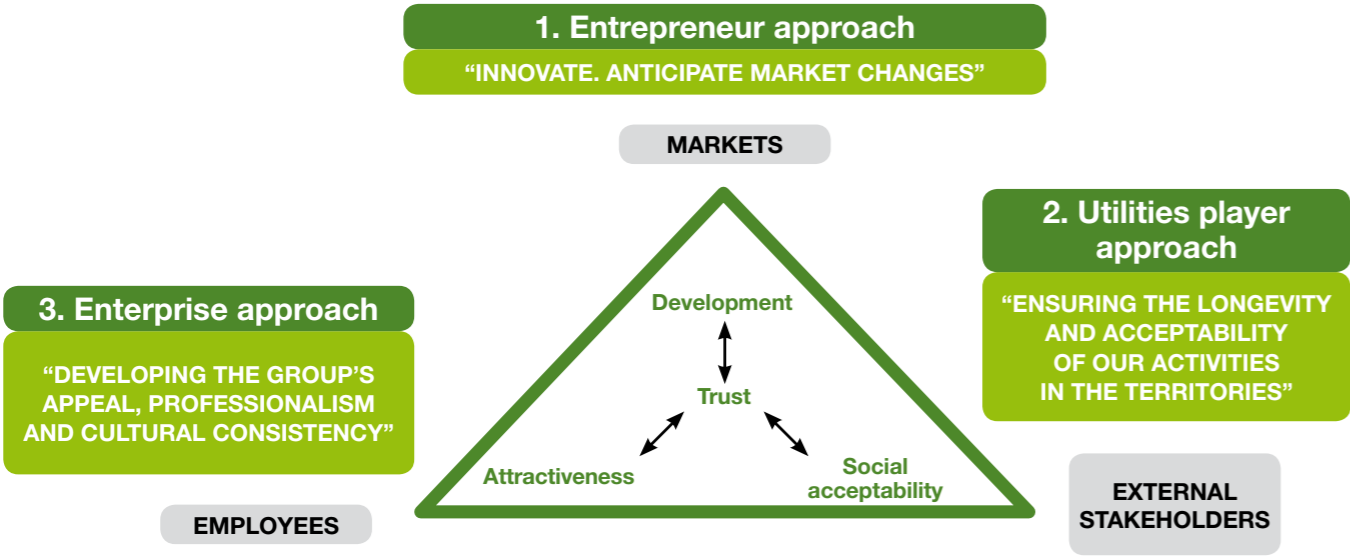 1. Entrepreneur approach
“INNOVATE. ANTICIPATE MARKET CHANGES”
MARKETS
2. Utilities player
approach
“ENSURING THE LONGEVITY
AND ACCEPTABILITY
OF OUR ACTIVITIES
IN THE TERRITORIES”
3. Enterprise approach
“DEVELOPING THE GROUP’S
APPEAL, PROFESSIONALISM
AND CULTURAL CONSISTENCY”
Development
Trust
Attractiveness
Social
acceptability
EMPLOYEES
EXTERNAL
STAKEHOLDERS